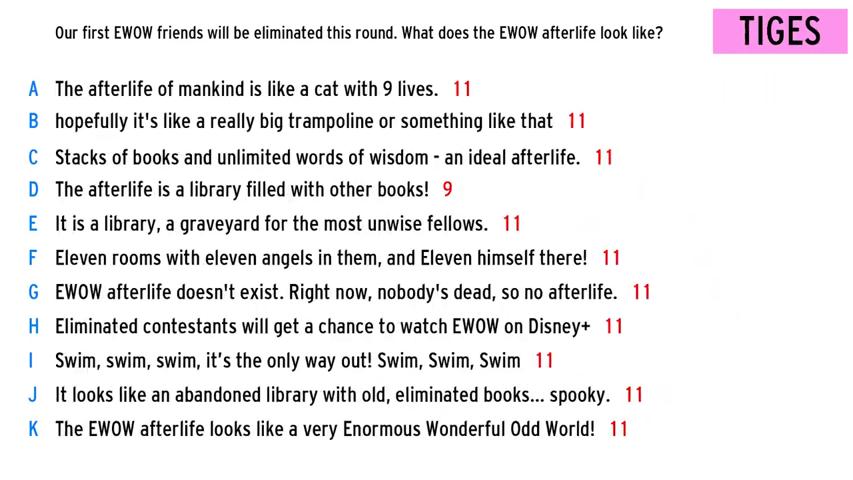 Our first EWOW friends will be eliminated this round. What does the EWOW afterlife look like?
TIGES
A The afterlife of mankind is like a cat with 9 lives. 11
B hopefully it's like a really big trampoline or something like that 11
C Stacks of books and unlimited words of wisdom - an ideal afterlife. 11
D The afterlife is a library filled with other books! 9
E It is a library, a graveyard for the most unwise fellows. 11
F Eleven rooms with eleven angels in them, and Eleven himself there! 11
G EWOW afterlife doesn't exist. Right now, nobody's dead, so no afterlife. 11
H Eliminated contestants will get a chance to watch EWOW on Disney+ 11
I Swim, swim, swim, it’s the only way out! Swim, Swim, Swim 11
J It looks like an abandoned library with old, eliminated books... spooky. 11
K The EWOW afterlife looks like a very Enormous Wonderful Odd World! 11